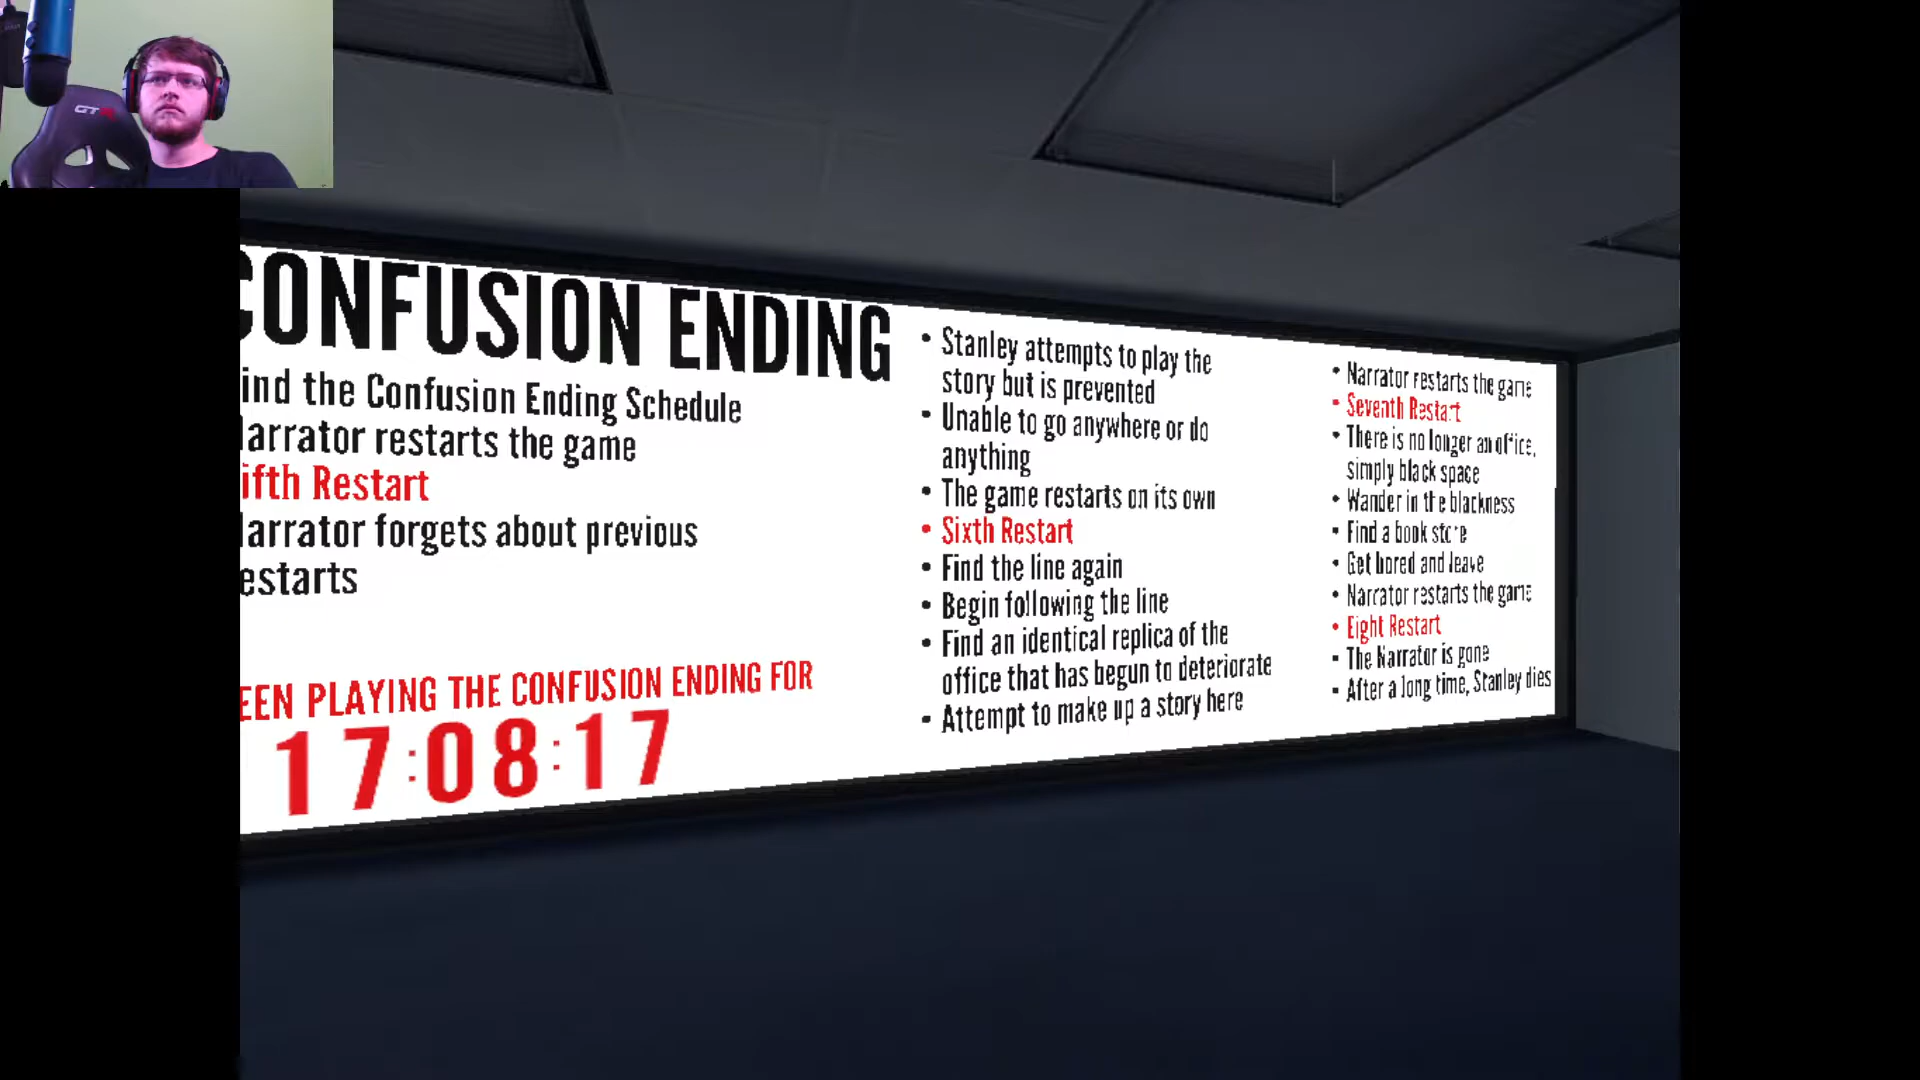 CONFUSION ENDING
ind the Confusion Ending Schedule
arrator restarts the game
ifth Restart
arrator forgets about previous
estarts
EEN PLAYING THE CONFUSION ENDING FOR
17:08:17
• Stanley attempts to play the
story but is prevented
• Unable to go anywhere or do
anything
• The game restarts on its own
• Sixth Restart
• Find the line again
• Begin following the line
• Find an identical replica of the
office that has begun to deteriorate
• Attempt to make up a story here
• Narrator restarts the game
• Seventh Restart
• There is no longer an office,
simply black space
• Wander in the blackness
• Find a book store
• Get bored and leave
• Narrator restarts the game
• Eight Restart
• The Narrator is gone
• After a long time, Stanley dies